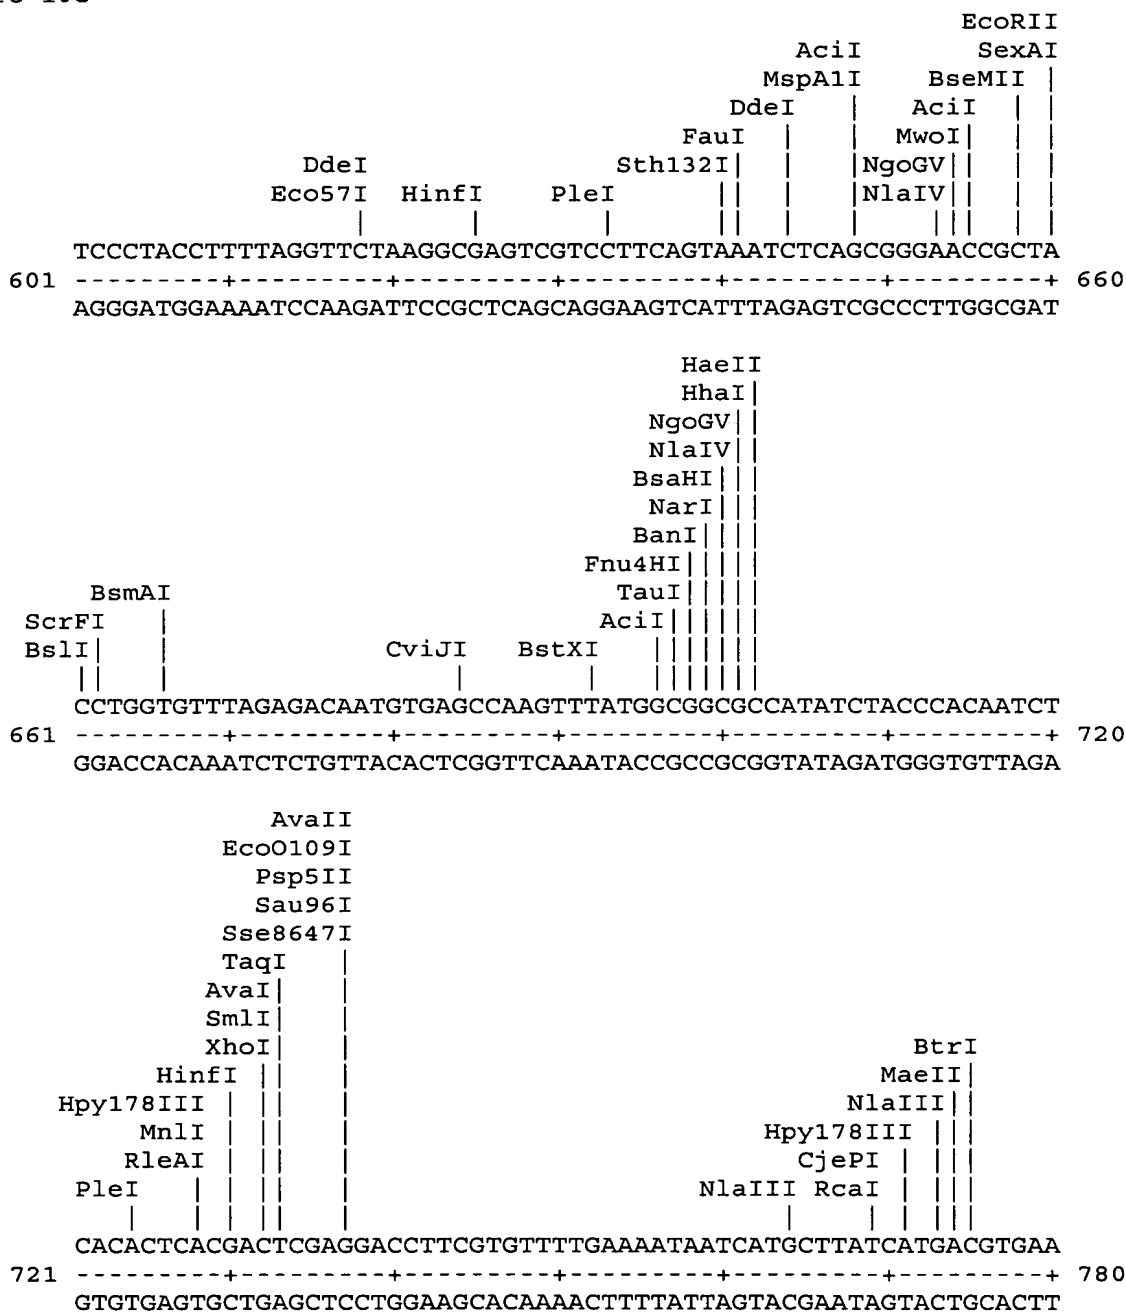 EcoRII
AciI SexAI
MspA1I BseMII |
DdeI | AciI | |
FauI | | MwoI| | |
DdeI Sth132I| | |NgoGV|| | |
Eco57I HinfI PleI || | |NlaIV|| | |
| | | || | | ||| | |
TCCCTACCTTTTAGGTTCTAAGGCGAGTCGTCCTTCAGTAAATCTCAGCGGGAACCGCTA
601 ---------+---------+---------+---------+---------+---------+ 660
AGGGATGGAAAATCCAAGATTCCGCTCAGCAGGAAGTCATTTAGAGTCGCCCTTGGCGAT
HaeII
HhaI|
NgoGV||
NlaIV||
BsaHI|||
NarI|||
BanI||||
Fnu4HI|||||
BsmAI TauI|||||
ScrFI | AciI||||||
BslI| | CviJI BstXI |||||||
|| | | | |||||||
CCTGGTGTTTAGAGACAATGTGAGCCAAGTTTATGGCGGCGCCATATCTACCCACAATCT
661 ---------+---------+---------+---------+---------+---------+ 720
GGACCACAAATCTCTGTTACACTCGGTTCAAATACCGCCGCGGTATAGATGGGTGTTAGA
AvaII
EcoO109I
Psp5II
Sau96I
Sse8647I
TaqI |
AvaI| |
SmlI| |
XhoI| | BtrI
HinfI || | MaeII|
Hpy178III | || | NlaIII||
MnlI | || | Hpy178III |||
RleAI | || | CjePI | |||
PleI | | || | NlaIII RcaI | |||
| | | || | | | | |||
CACACTCACGACTCGAGGACCTTCGTGTTTTGAAAATAATCATGCTTATCATGACGTGAA
721 ---------+---------+---------+---------+---------+---------+ 780
GTGTGAGTGCTGAGCTCCTGGAAGCACAAAACTTTTATTAGTACGAATAGTACTGCACTT